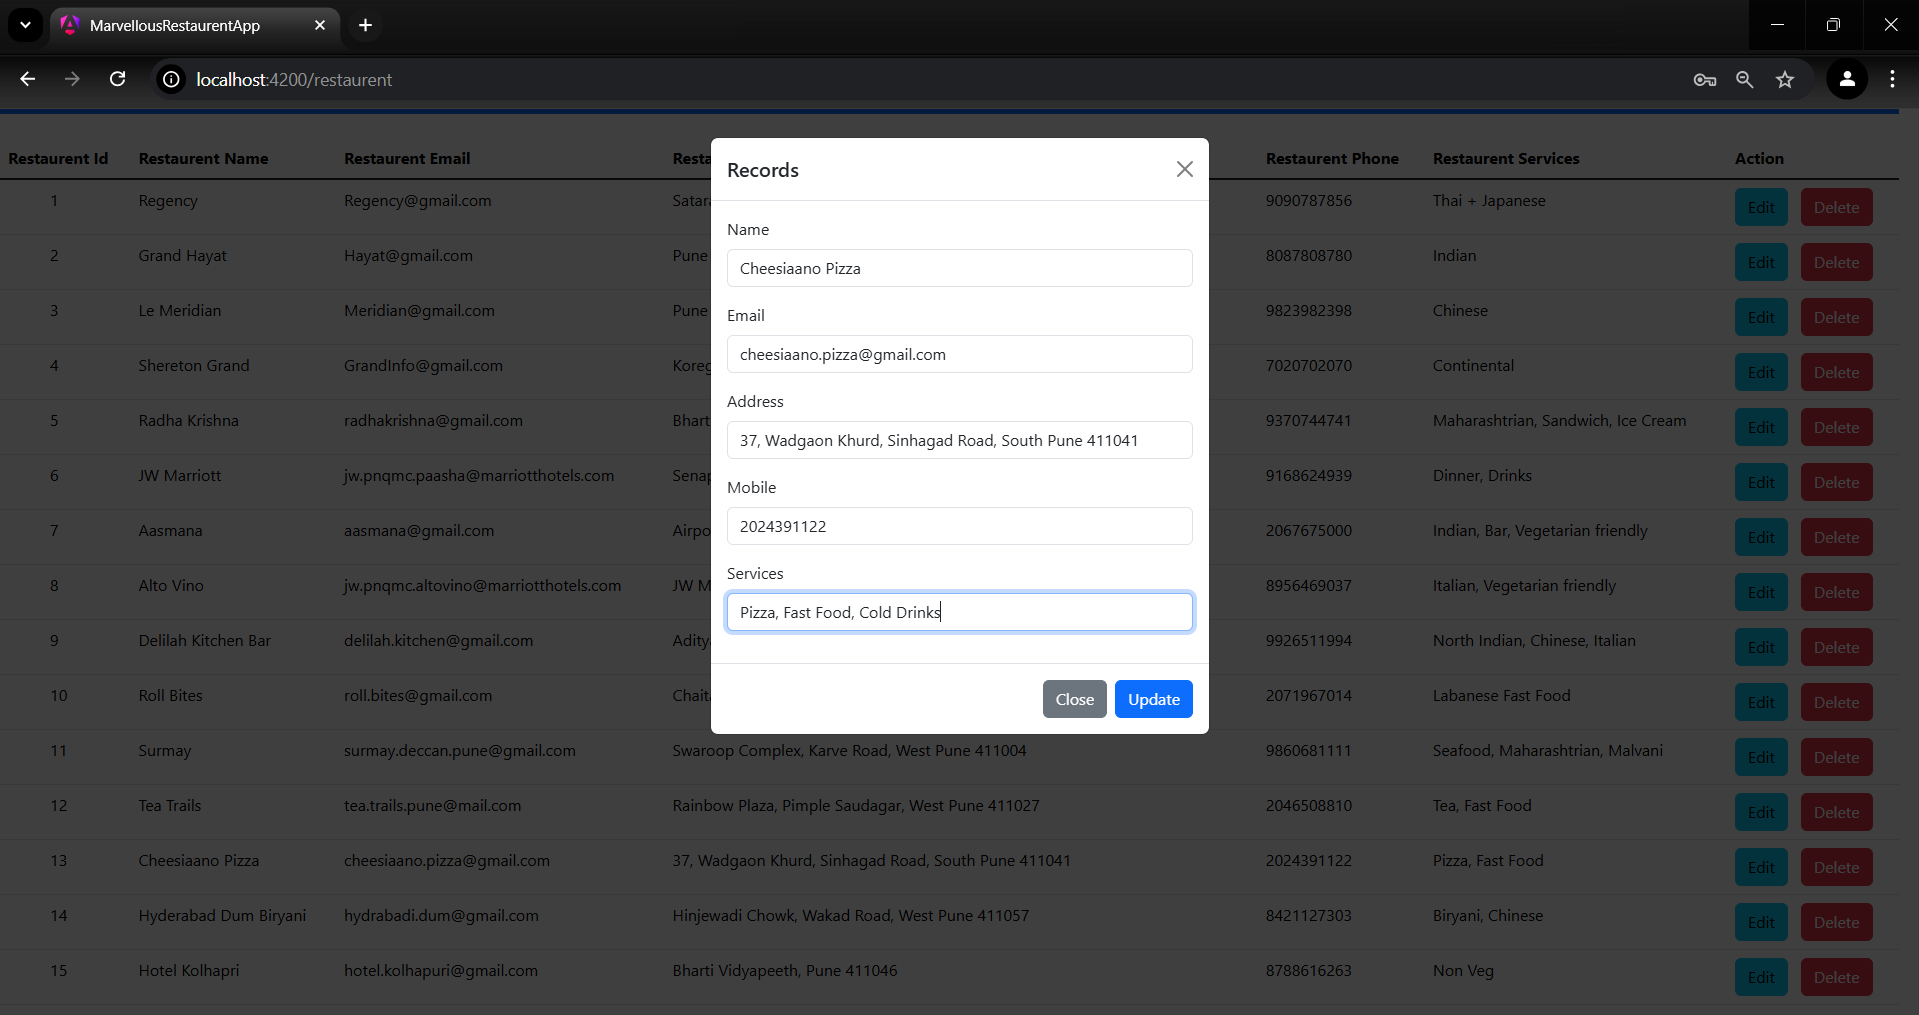 MarvellousRestaurentApp
localhost:4200/restaurent
Restaurent Id Restaurent Name Restaurent Email Resta Restaurent Phone Restaurent Services Action
1 Regency Regency@gmail.com Satara 9090787856 Thai + Japanese Edit Delete
2 Grand Hayat Hayat@gmail.com Pune 8087808780 Indian Edit Delete
3 Le Meridian Meridian@gmail.com Pune 9823982398 Chinese Edit Delete
4 Shereton Grand GrandInfo@gmail.com Koreg 7020702070 Continental Edit Delete
5 Radha Krishna radhakrishna@gmail.com Bhart 9370744741 Maharashtrian, Sandwich, Ice Cream Edit Delete
6 JW Marriott jw.pnqmc.paasha@marriotthotels.com Senap 9168624939 Dinner, Drinks Edit Delete
7 Aasmana aasmana@gmail.com Airpo 2067675000 Indian, Bar, Vegetarian friendly Edit Delete
8 Alto Vino jw.pnqmc.altovino@marriotthotels.com JW M 8956469037 Italian, Vegetarian friendly Edit Delete
9 Delilah Kitchen Bar delilah.kitchen@gmail.com Adity 9926511994 North Indian, Chinese, Italian Edit Delete
10 Roll Bites roll.bites@gmail.com Chait 2071967014 Labanese Fast Food Edit Delete
11 Surmay surmay.deccan.pune@gmail.com Swaroop Complex, Karve Road, West Pune 411004 9860681111 Seafood, Maharashtrian, Malvani Edit Delete
12 Tea Trails tea.trails.pune@mail.com Rainbow Plaza, Pimple Saudagar, West Pune 411027 2046508810 Tea, Fast Food Edit Delete
13 Cheesiaano Pizza cheesiaano.pizza@gmail.com 37, Wadgaon Khurd, Sinhagad Road, South Pune 411041 2024391122 Pizza, Fast Food Edit Delete
14 Hyderabad Dum Biryani hydrabadi.dum@gmail.com Hinjewadi Chowk, Wakad Road, West Pune 411057 8421127303 Biryani, Chinese Edit Delete
15 Hotel Kolhapri hotel.kolhapuri@gmail.com Bharti Vidyapeeth, Pune 411046 8788616263 Non Veg Edit Delete
Records
Name
Cheesiaano Pizza
Email
cheesiaano.pizza@gmail.com
Address
37, Wadgaon Khurd, Sinhagad Road, South Pune 411041
Mobile
2024391122
Services
Pizza, Fast Food, Cold Drinks
Close Update